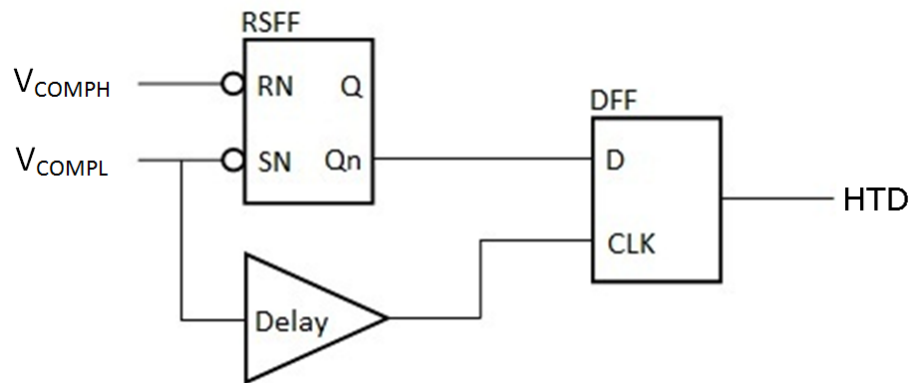 RSFF
V_COMPH
RN Q
V_COMPL
SN Qn
Delay
DFF
D
CLK
HTD